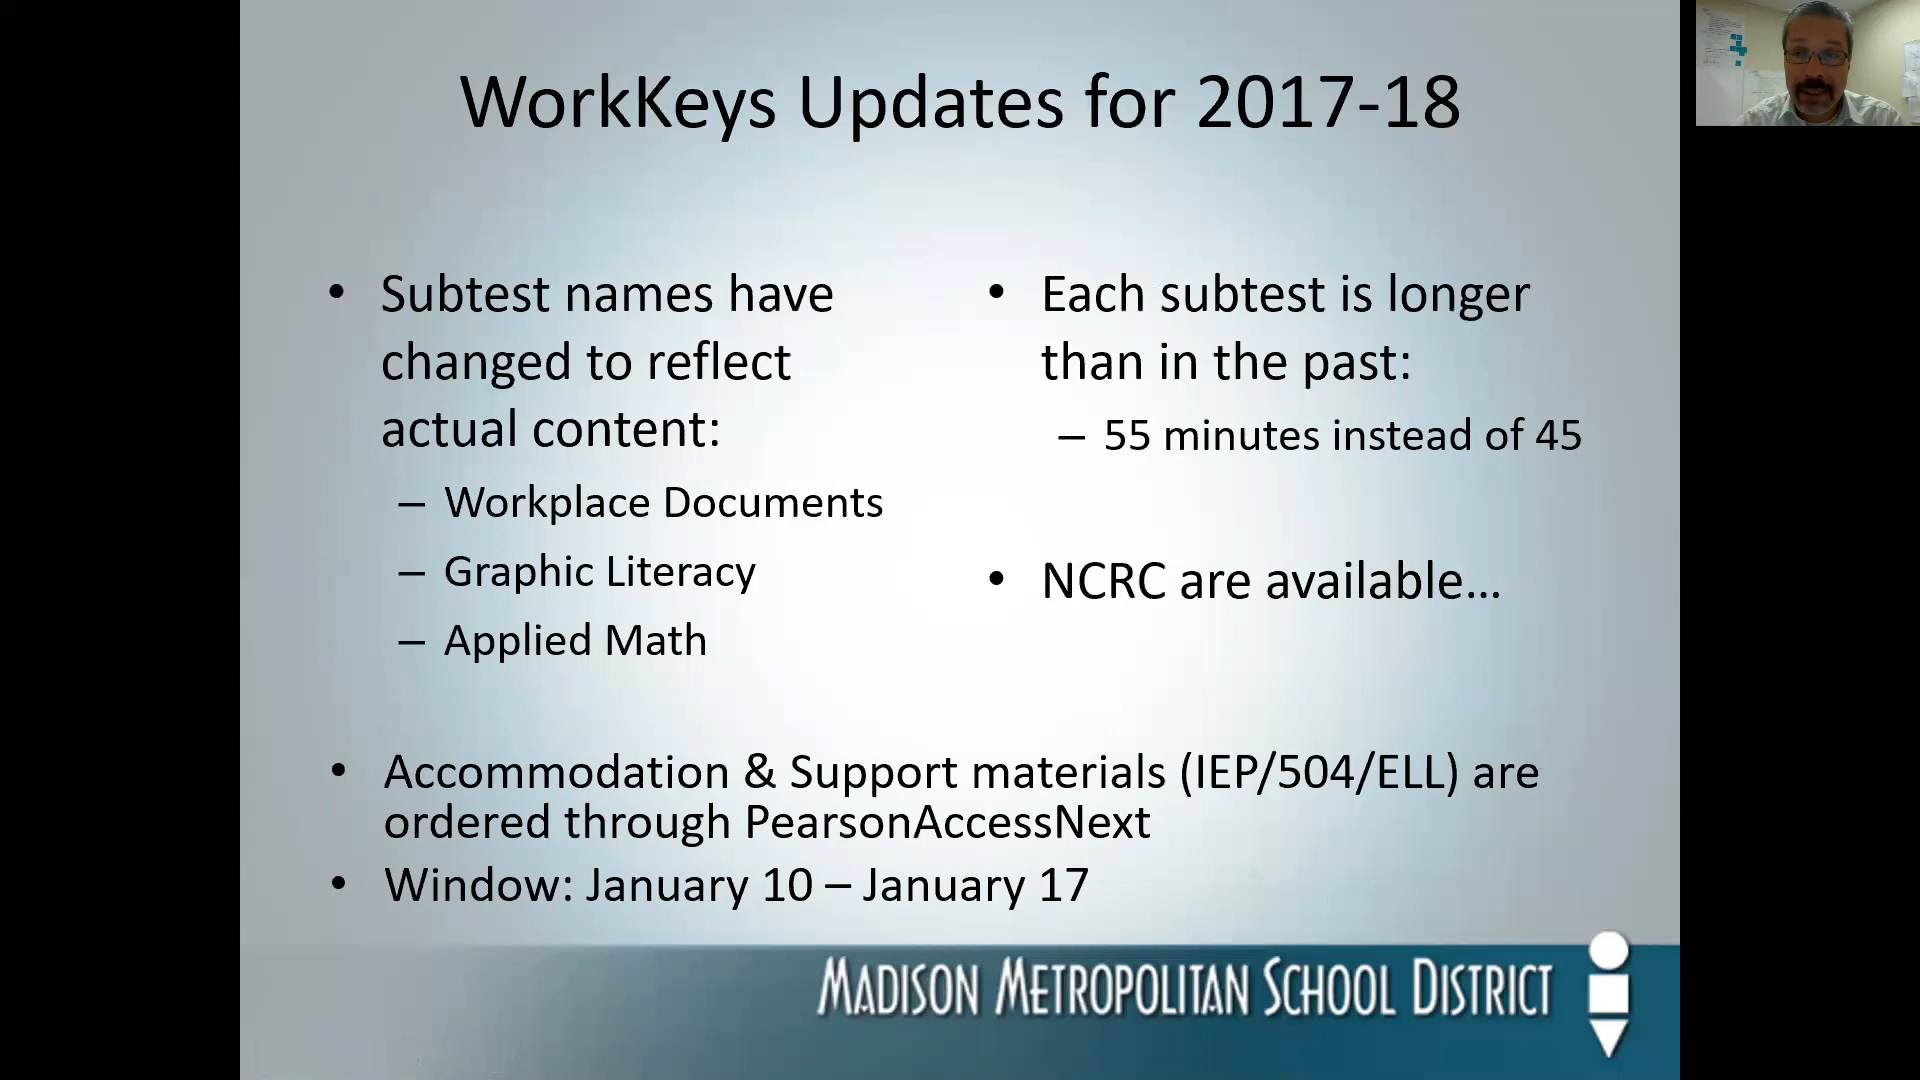 WorkKeys Updates for 2017-18
• Subtest names have
changed to reflect
actual content:
– Workplace Documents
– Graphic Literacy
– Applied Math
• Each subtest is longer
than in the past:
– 55 minutes instead of 45
• NCRC are available…
• Accommodation & Support materials (IEP/504/ELL) are
ordered through PearsonAccessNext
• Window: January 10 – January 17
MADISON METROPOLITAN SCHOOL DISTRICT